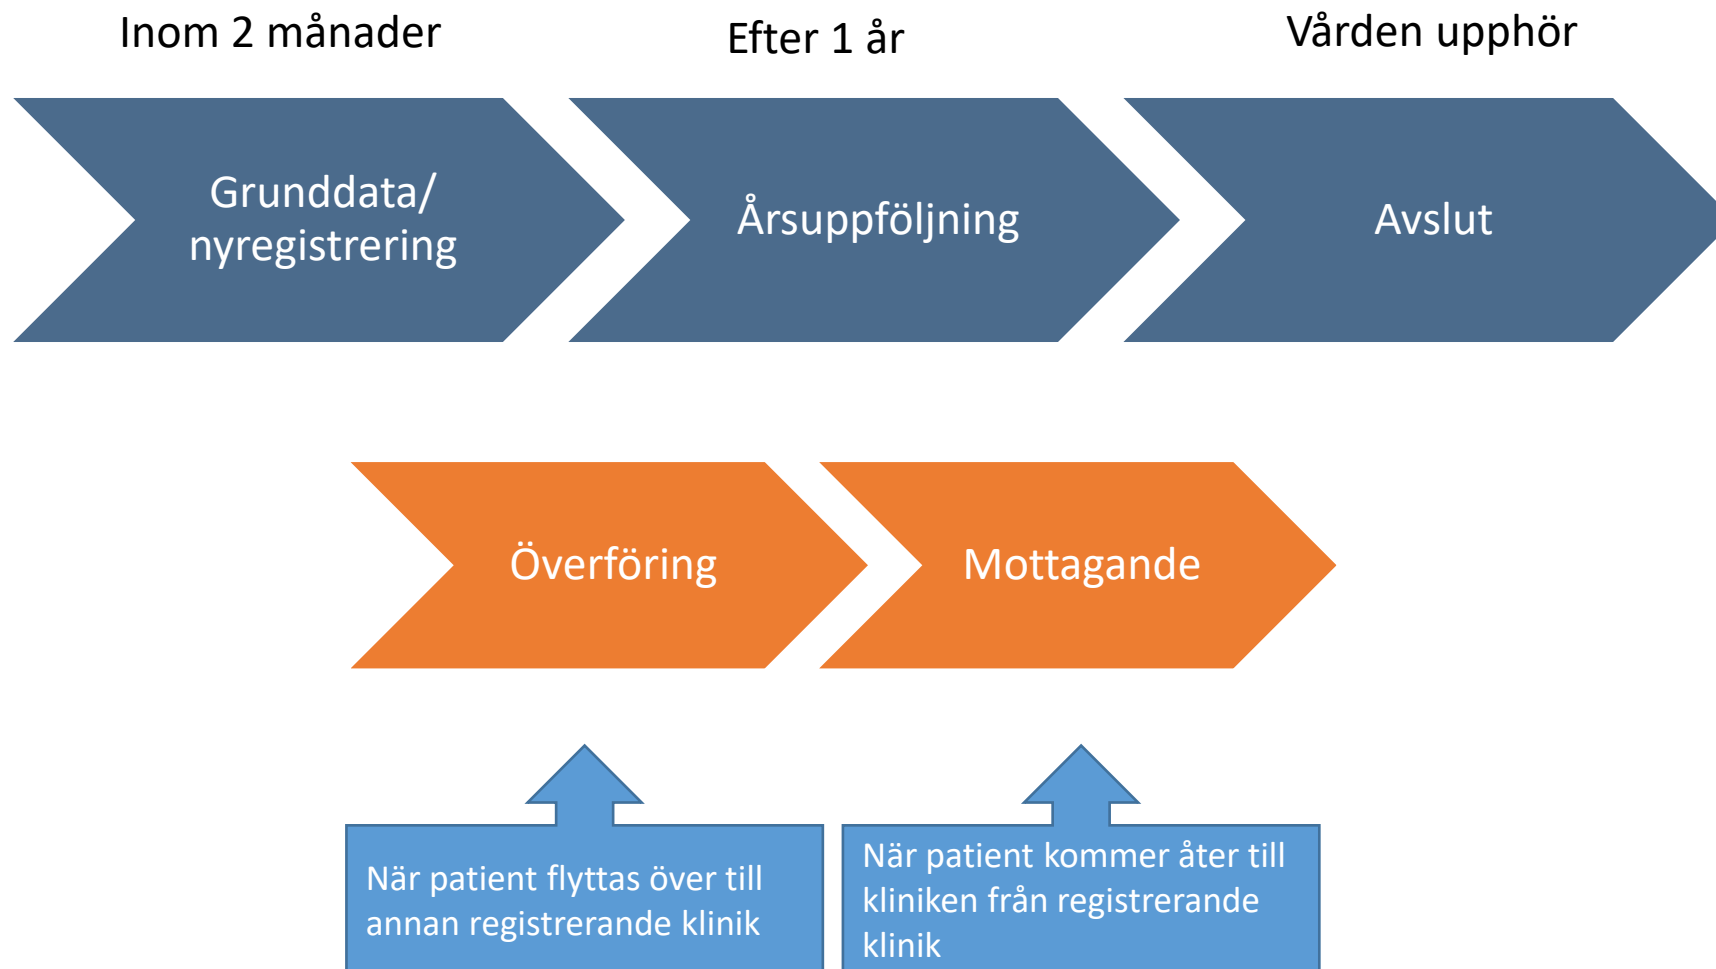 Inom 2 månader
Efter 1 år
Vården upphör
Grunddata/
nyregistrering
Årsuppföljning
Avslut
Överföring
Mottagande
När patient flyttas över till
annan registrerande klinik
När patient kommer åter till
kliniken från registrerande
klinik